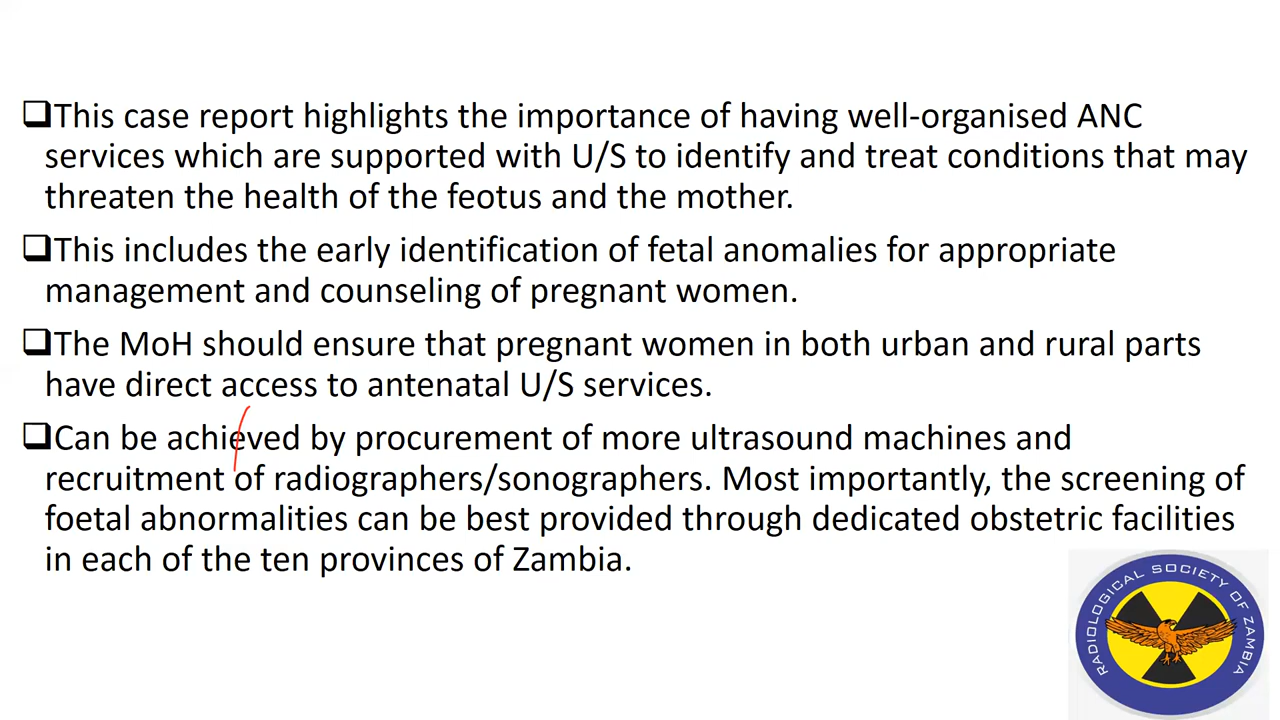 This case report highlights the importance of having well-organised ANC
services which are supported with U/S to identify and treat conditions that may
threaten the health of the feotus and the mother.
This includes the early identification of fetal anomalies for appropriate
management and counseling of pregnant women.
The MoH should ensure that pregnant women in both urban and rural parts
have direct access to antenatal U/S services.
Can be achieved by procurement of more ultrasound machines and
recruitment of radiographers/sonographers. Most importantly, the screening of
foetal abnormalities can be best provided through dedicated obstetric facilities
in each of the ten provinces of Zambia.
RADIOLOGICAL SOCIETY OF ZAMBIA